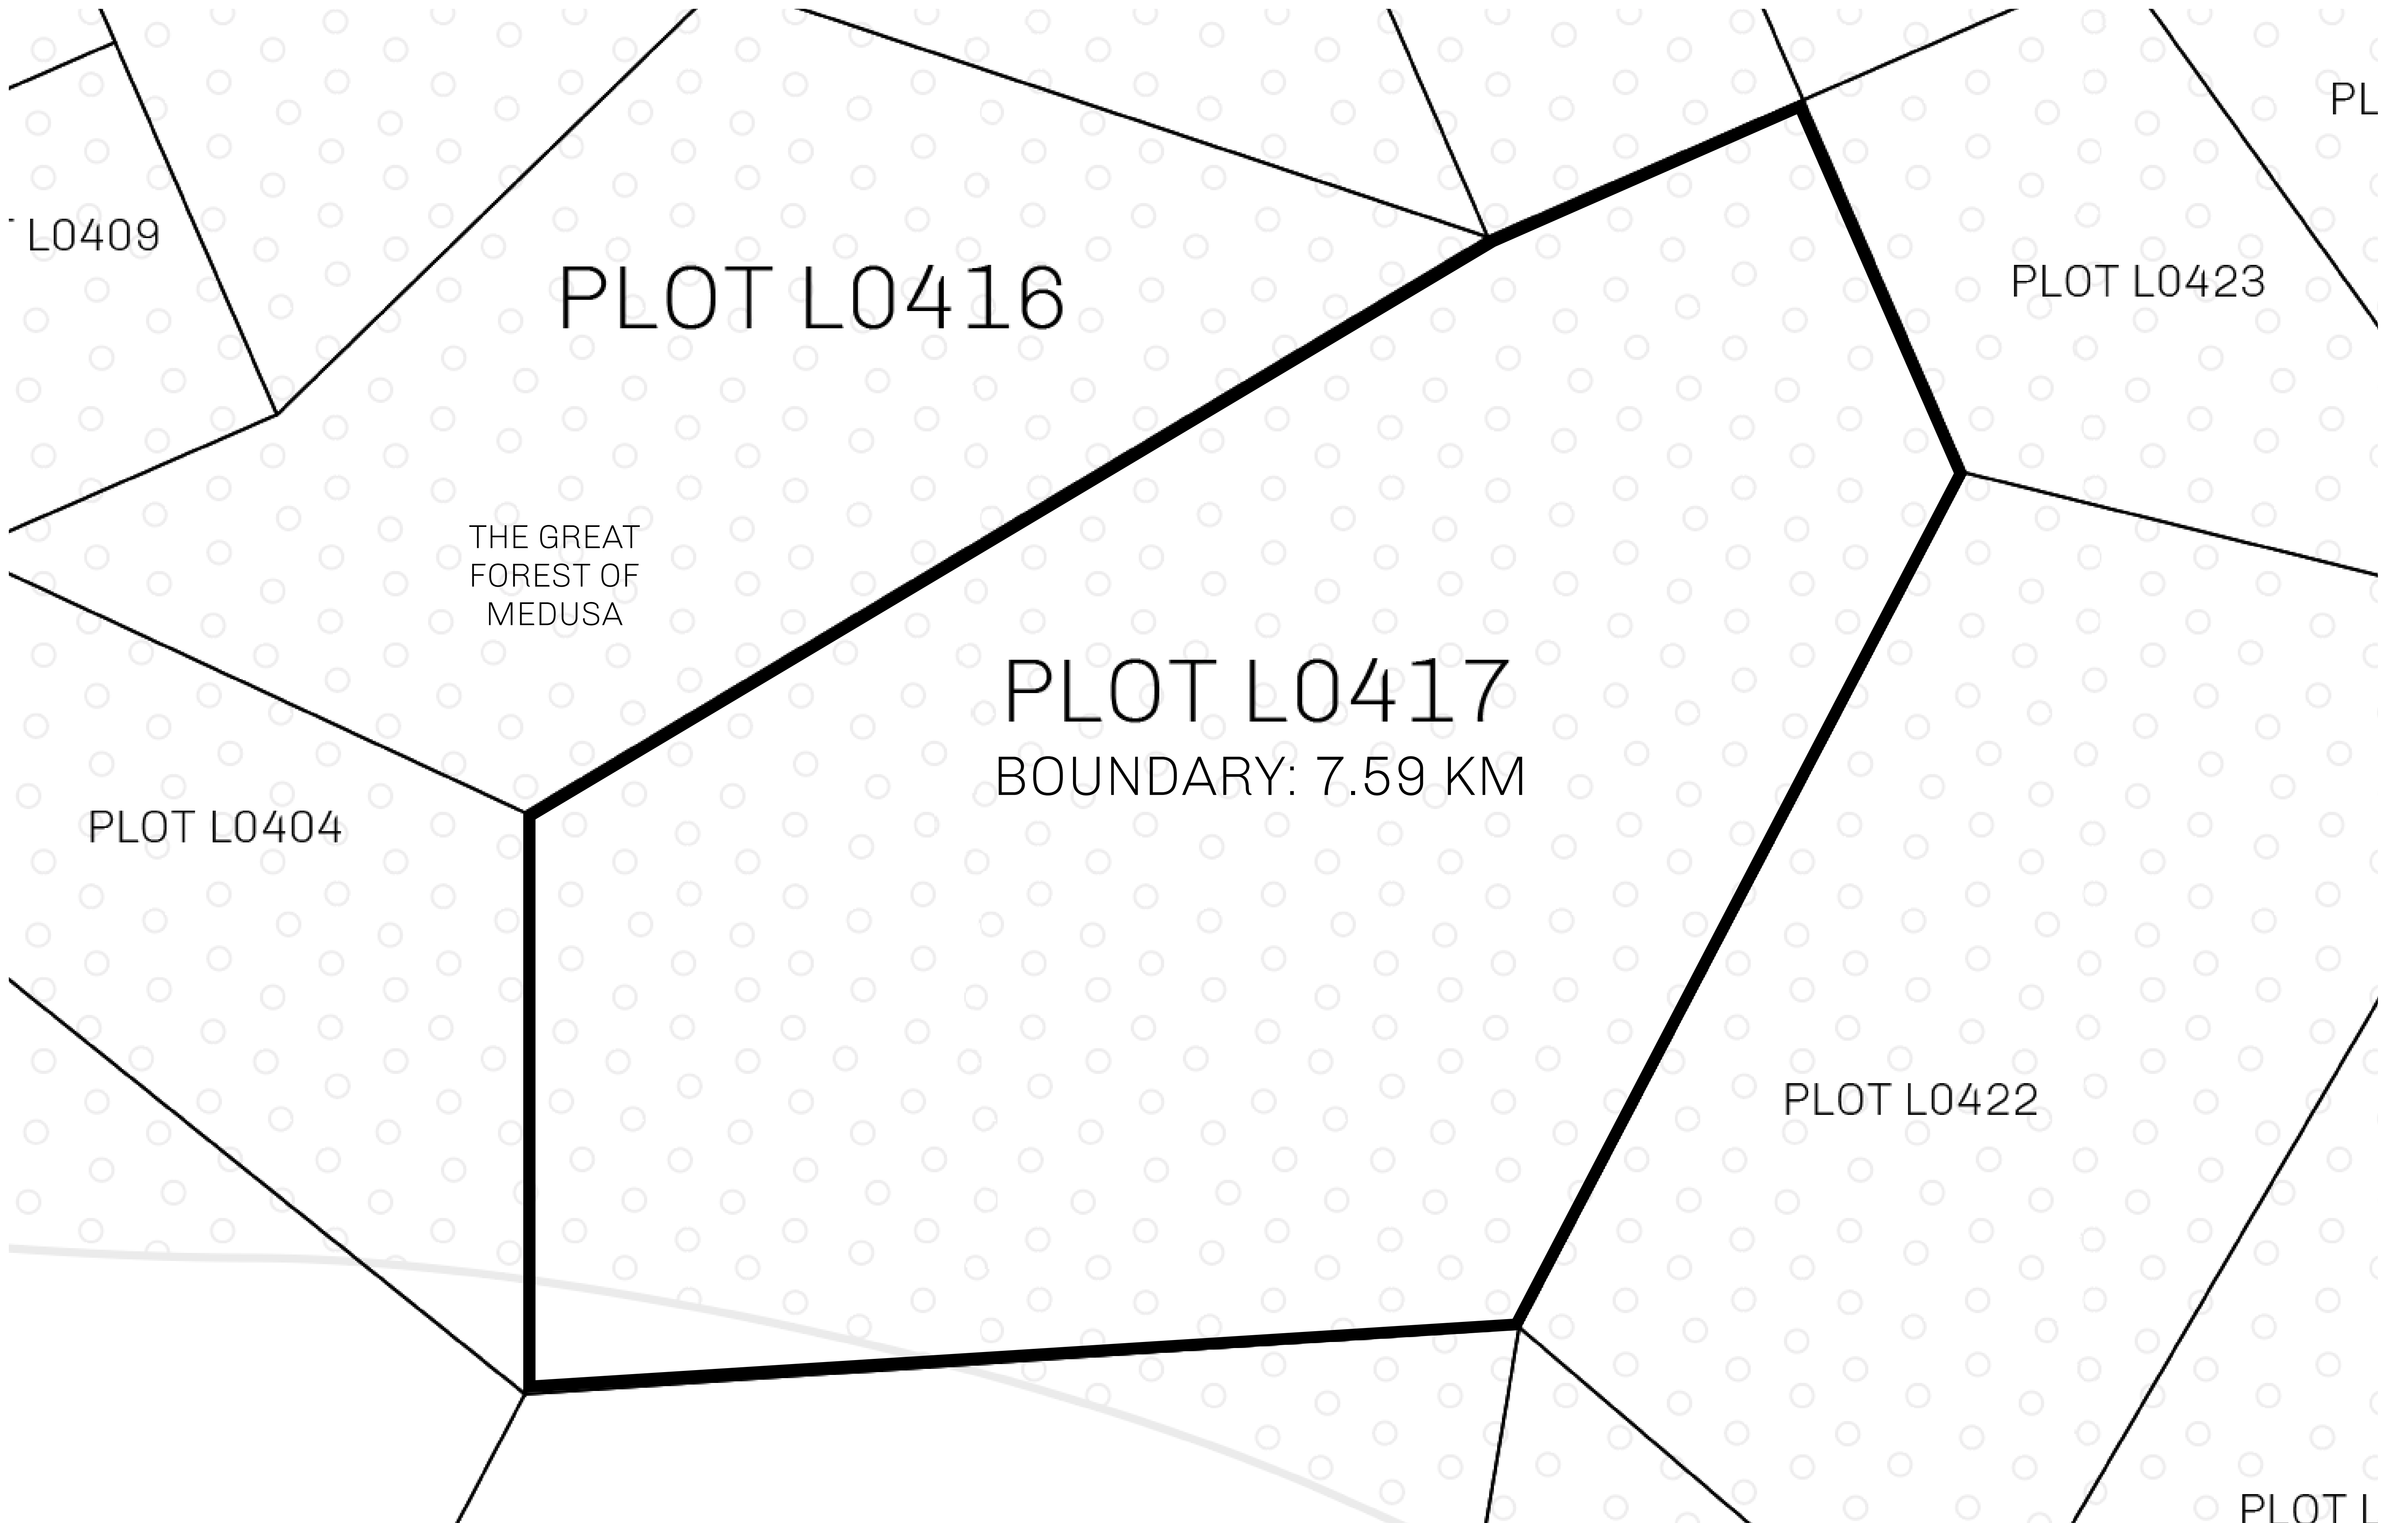 PL
L0409
PLOT L0416
PLOT L0423
THE GREAT
FOREST OF
MEDUSA
PLOT L0417
BOUNDARY: 7.59 KM
PLOT L0404
PLOT L0422
PLOT L